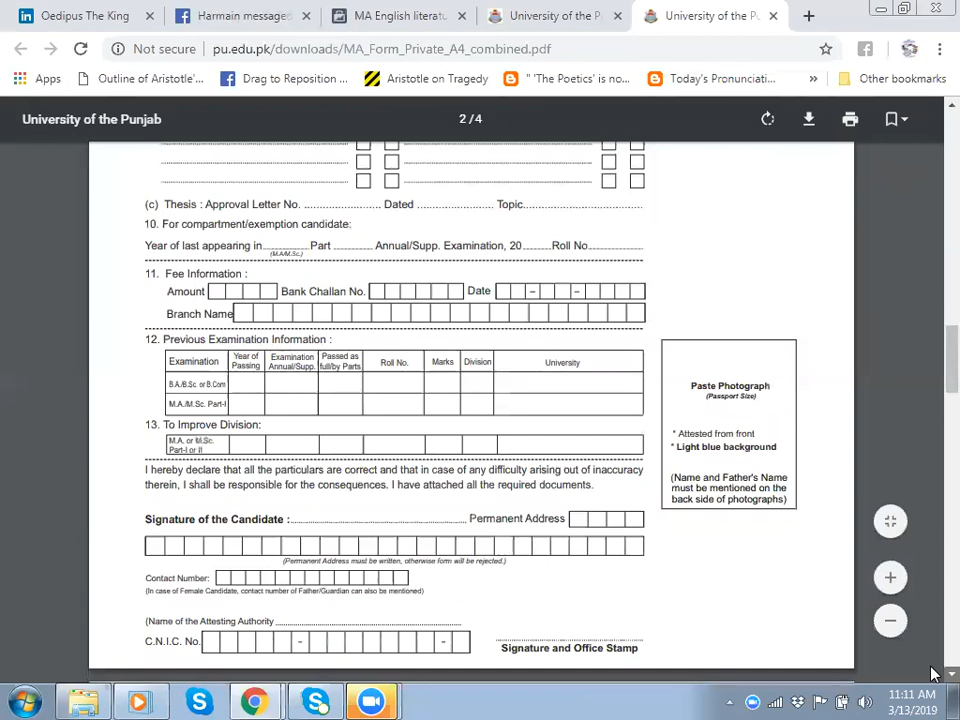 Oedipus The King
Harmain messaged
MA English literatu
University of the P
University of the Pu
Not secure
pu.edu.pk/downloads/MA_Form_Private_A4_combined.pdf
Apps
Outline of Aristotle'...
Drag to Reposition ...
Aristotle on Tragedy
" 'The Poetics' is no...
Today's Pronunciati...
»
Other bookmarks
University of the Punjab
2 / 4
(c) Thesis : Approval Letter No. ........................ Dated ........................ Topic.....................................
10. For compartment/exemption candidate:
Year of last appearing in ............ Part ............ Annual/Supp. Examination, 20........ Roll No...............
(M.A/M.Sc.)
11. Fee Information :
Amount Bank Challan No. Date – –
Branch Name
12. Previous Examination Information :
Examination Year of Passing Examination Annual/Supp. Passed as full/by Parts Roll No. Marks Division University
B.A./B.Sc. or B.Com
M.A./M.Sc. Part-I
13. To Improve Division:
M.A. or M.Sc.
Part-I or II
I hereby declare that all the particulars are correct and that in case of any difficulty arising out of inaccuracy
therein, I shall be responsible for the consequences. I have attached all the required documents.
Signature of the Candidate :........................................................ Permanent Address
(Permanent Address must be written, otherwise form will be rejected.)
Contact Number:
(In case of Female Candidate, contact number of Father/Guardian can also be mentioned)
(Name of the Attesting Authority ............................................................
C.N.I.C. No. - -
Signature and Office Stamp
Paste Photograph
(Passport Size)
* Attested from front
* Light blue background
(Name and Father's Name
must be mentioned on the
back side of photographs)
11:11 AM
3/13/2019